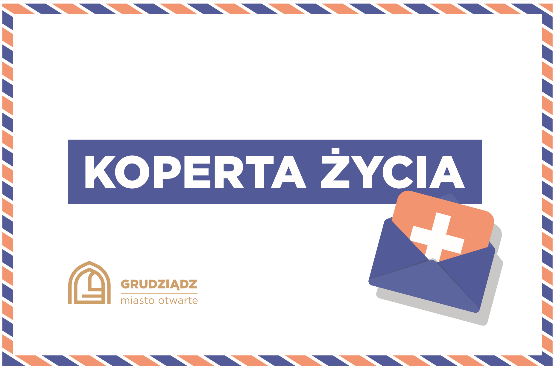 KOPERTA ŻYCIA
GRUDZIĄDZ
miasto otwarte